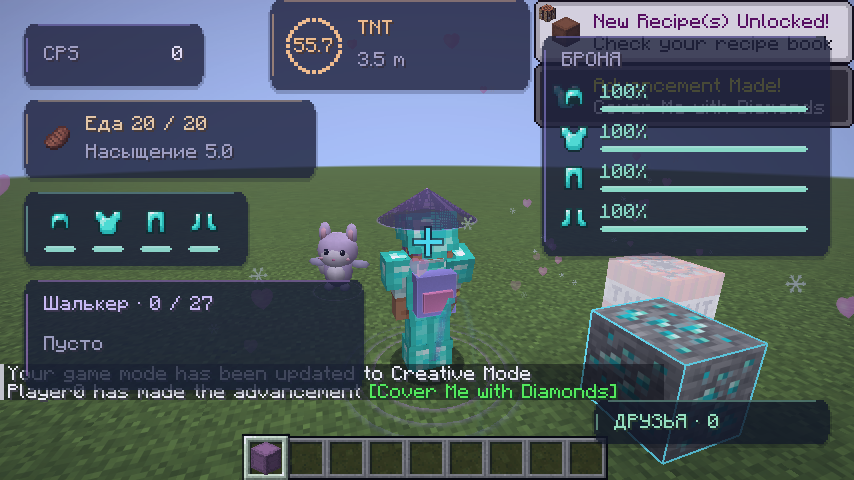 CPS 0
55.7
TNT
3.5 m
New Recipe(s) Unlocked!
Check your recipe book
БРОНЯ
Advancement Made!
Cover Me with Diamonds
100%
100%
100%
100%
Еда 20 / 20
Насыщение 5.0
Шалькер · 0 / 27
Пусто
Your game mode has been updated to Creative Mode
Player0 has made the advancement [Cover Me with Diamonds]
ДРУЗЬЯ · 0